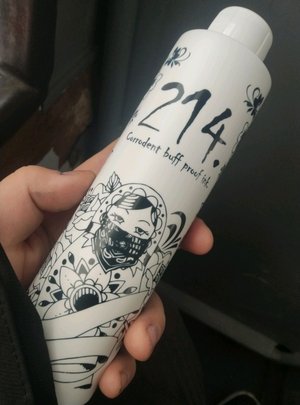 214.
Corrodent buff proof ink.